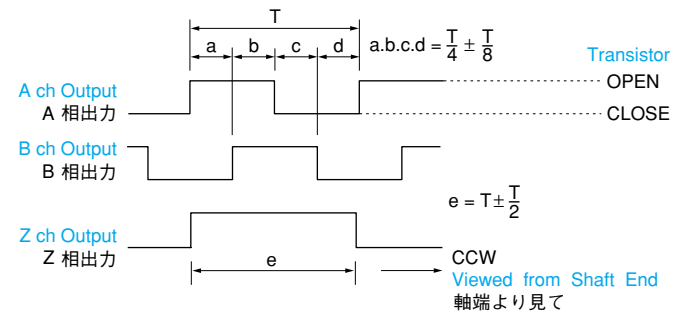 T
a b c d a.b.c.d = T/4 ± T/8
Transistor
OPEN
A ch Output
A 相出力
CLOSE
B ch Output
B 相出力
e = T ± T/2
Z ch Output
Z 相出力
e
CCW
Viewed from Shaft End
軸端より見て